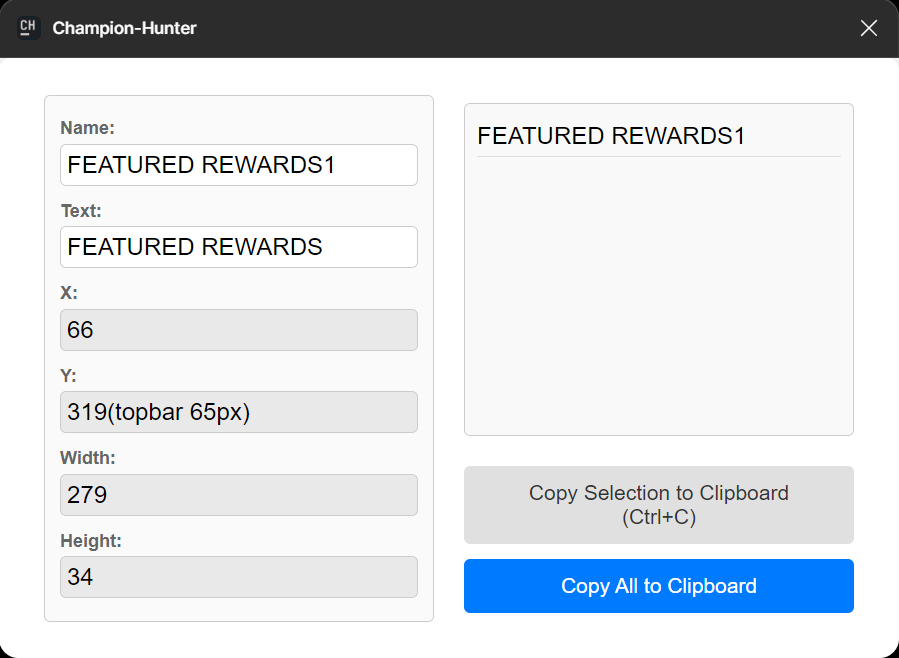 CH
Champion-Hunter
Name:
FEATURED REWARDS1
Text:
FEATURED REWARDS
X:
66
Y:
319(topbar 65px)
Width:
279
Height:
34
FEATURED REWARDS1
Copy Selection to Clipboard
(Ctrl+C)
Copy All to Clipboard